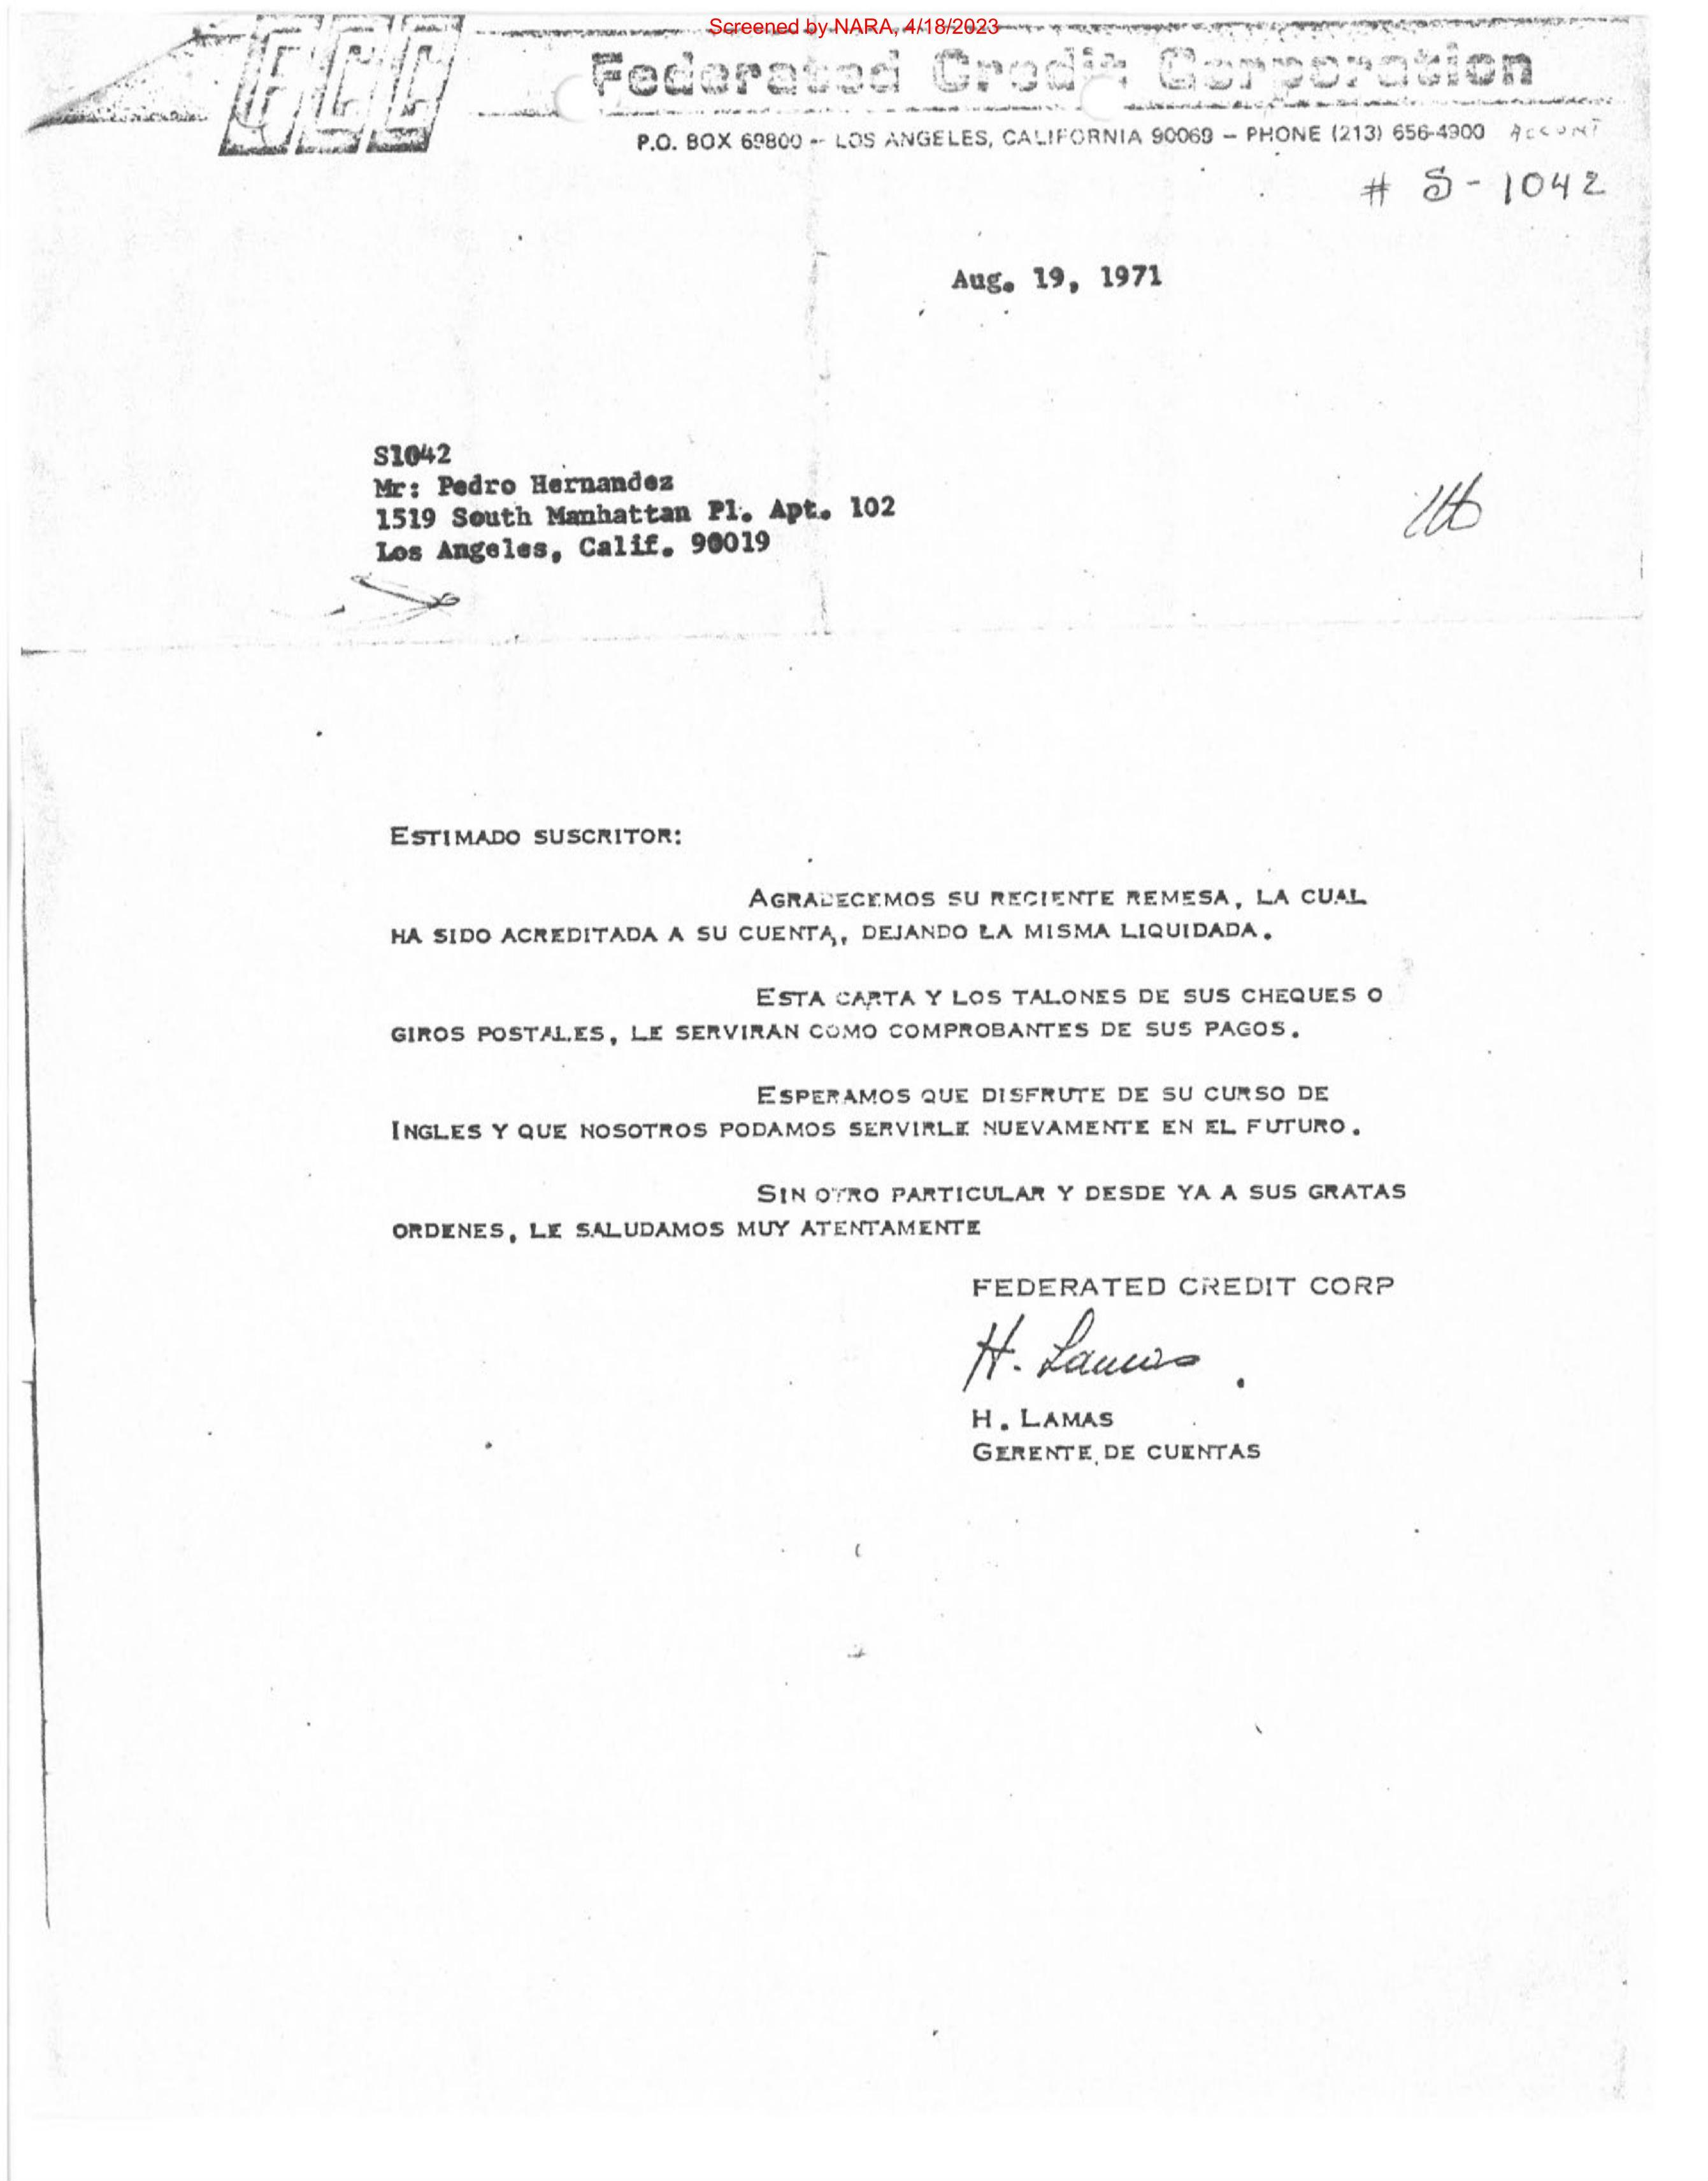 Screened by NARA, 4/18/2023
FCC
Federated Credit Corporation
P.O. BOX 69800 -- LOS ANGELES, CALIFORNIA 90069 -- PHONE (213) 656-4900
# S-1042
Aug. 19, 1971
S1042
Mr: Pedro Hernandez
1519 South Manhattan Pl. Apt. 102
Los Angeles, Calif. 90019
ESTIMADO SUSCRITOR:
AGRADECEMOS SU RECIENTE REMESA, LA CUAL
HA SIDO ACREDITADA A SU CUENTA, DEJANDO LA MISMA LIQUIDADA.
ESTA CARTA Y LOS TALONES DE SUS CHEQUES O
GIROS POSTALES, LE SERVIRAN COMO COMPROBANTES DE SUS PAGOS.
ESPERAMOS QUE DISFRUTE DE SU CURSO DE
INGLES Y QUE NOSOTROS PODAMOS SERVIRLE NUEVAMENTE EN EL FUTURO.
SIN OTRO PARTICULAR Y DESDE YA A SUS GRATAS
ORDENES, LE SALUDAMOS MUY ATENTAMENTE
FEDERATED CREDIT CORP
H. Lamas
H. LAMAS
GERENTE DE CUENTAS